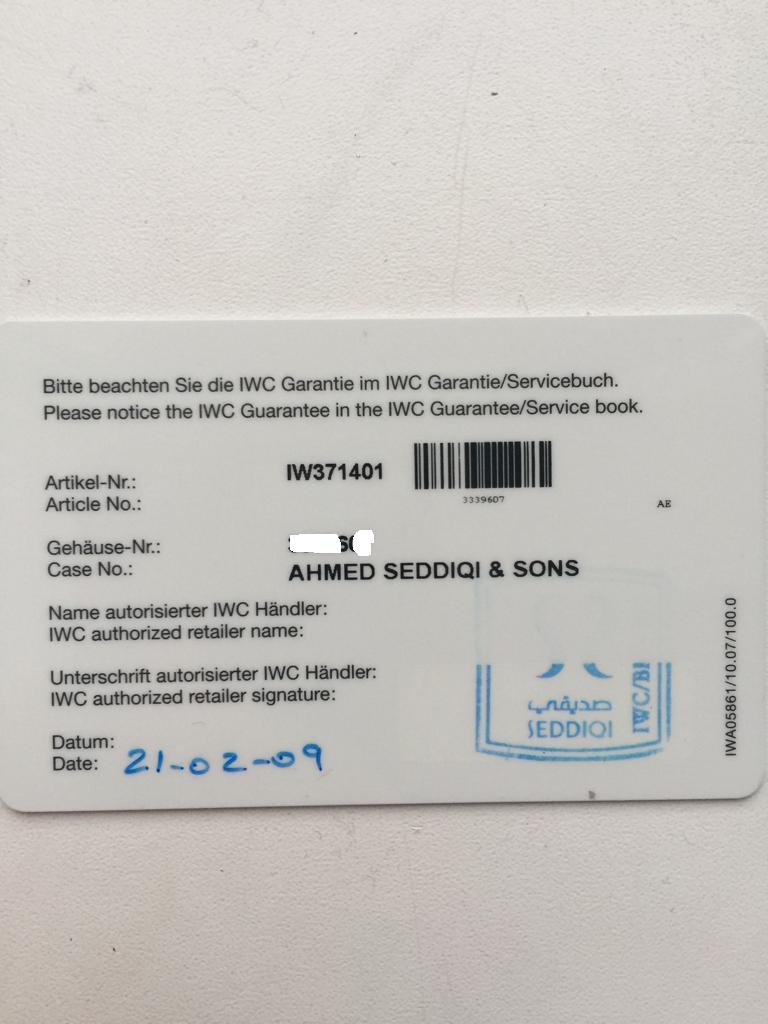 Bitte beachten Sie die IWC Garantie im IWC Garantie/Servicebuch.
Please notice the IWC Guarantee in the IWC Guarantee/Service book.
Artikel-Nr.: IW371401
Article No.:
3339607
AE
Gehäuse-Nr.:
Case No.: AHMED SEDDIQI & SONS
Name autorisierter IWC Händler:
IWC authorized retailer name:
Unterschrift autorisierter IWC Händler:
IWC authorized retailer signature:
صديقي
SEDDIQI
IWC/BI
Datum:
Date: 21-02-09
IWA05861/10.07/100.0